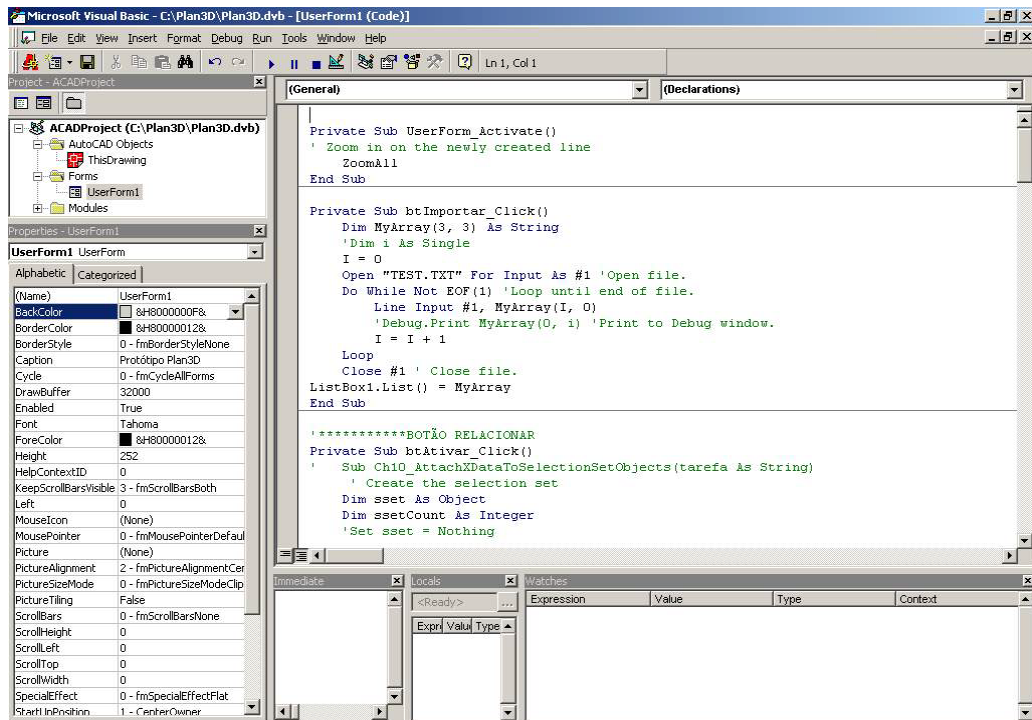 Microsoft Visual Basic - C:\Plan3D\Plan3D.dvb - [UserForm1 (Code)]
File Edit View Insert Format Debug Run Tools Window Help
Ln 1, Col 1
Project - ACADProject
ACADProject (C:\Plan3D\Plan3D.dvb)
AutoCAD Objects
ThisDrawing
Forms
UserForm1
Modules
Properties - UserForm1
UserForm1 UserForm
Alphabetic Categorized
(Name) UserForm1
BackColor &H8000000F&
BorderColor &H80000012&
BorderStyle 0 - fmBorderStyleNone
Caption Protótipo Plan3D
Cycle 0 - fmCycleAllForms
DrawBuffer 32000
Enabled True
Font Tahoma
ForeColor &H80000012&
Height 252
HelpContextID 0
KeepScrollBarsVisible 3 - fmScrollBarsBoth
Left 0
MouseIcon (None)
MousePointer 0 - fmMousePointerDefaul
Picture (None)
PictureAlignment 2 - fmPictureAlignmentCer
PictureSizeMode 0 - fmPictureSizeModeClip
PictureTiling False
ScrollBars 0 - fmScrollBarsNone
ScrollHeight 0
ScrollLeft 0
ScrollTop 0
ScrollWidth 0
SpecialEffect 0 - fmSpecialEffectFlat
StartUpPosition 1 - CenterOwner
(General) (Declarations)
Private Sub UserForm_Activate()
' Zoom in on the newly created line
ZoomAll
End Sub
Private Sub btImportar_Click()
Dim MyArray(3, 3) As String
'Dim i As Single
I = 0
Open "TEST.TXT" For Input As #1 'Open file.
Do While Not EOF(1) 'Loop until end of file.
Line Input #1, MyArray(I, 0)
'Debug.Print MyArray(0, i) 'Print to Debug window.
I = I + 1
Loop
Close #1 ' Close file.
ListBox1.List() = MyArray
End Sub
'***********BOTÃO RELACIONAR
Private Sub btAtivar_Click()
' Sub Ch10_AttachXDataToSelectionSetObjects(tarefa As String)
' Create the selection set
Dim sset As Object
Dim ssetCount As Integer
'Set sset = Nothing
Immediate
Locals
<Ready> ...
Expre Value Type
Watches
Expression Value Type Context